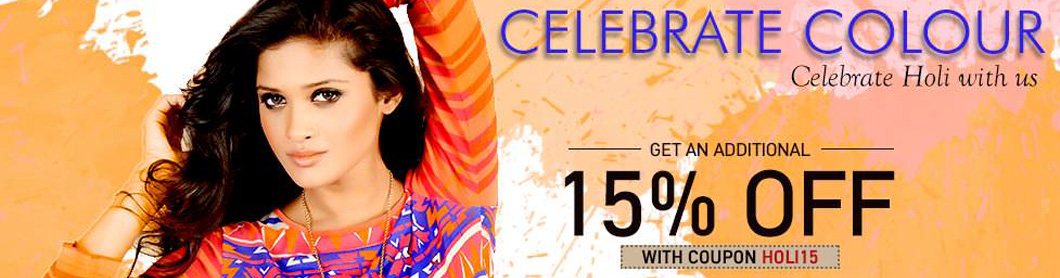 CELEBRATE COLOUR
Celebrate Holi with us
GET AN ADDITIONAL
15% OFF
WITH COUPON HOLI15